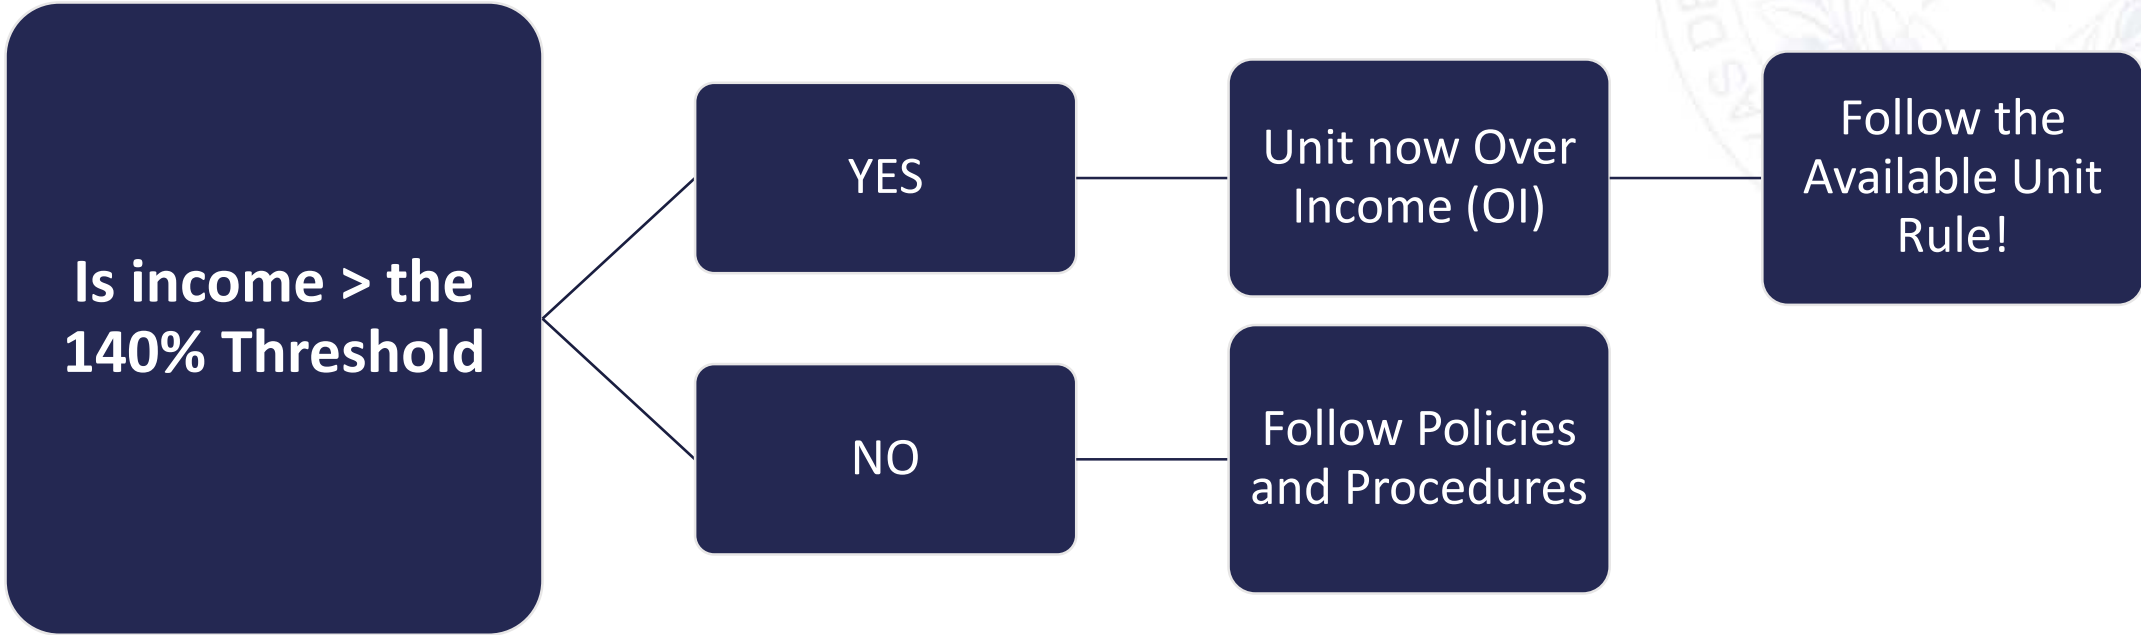 Is income > the
140% Threshold
YES
Unit now Over
Income (OI)
Follow the
Available Unit
Rule!
NO
Follow Policies
and Procedures